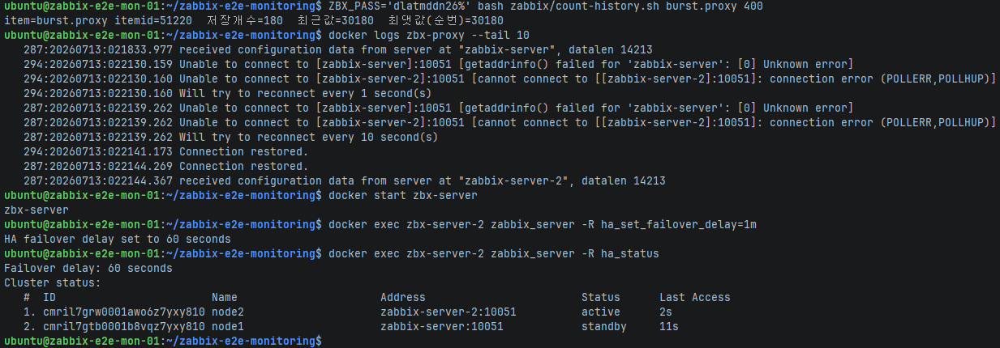 ubuntu@zabbix-e2e-mon-01:~/zabbix-e2e-monitoring$ ZBX_PASS='dlatmddn26%' bash zabbix/count-history.sh burst.proxy 400
item=burst.proxy itemid=51220  저장개수=180  최근값=30180  최댓값(순번)=30180
ubuntu@zabbix-e2e-mon-01:~/zabbix-e2e-monitoring$ docker logs zbx-proxy --tail 10
   287:20260713:021833.977 received configuration data from server at "zabbix-server", datalen 14213
   294:20260713:022130.159 Unable to connect to [zabbix-server]:10051 [getaddrinfo() failed for 'zabbix-server': [0] Unknown error]
   294:20260713:022130.160 Unable to connect to [zabbix-server-2]:10051 [cannot connect to [[zabbix-server-2]:10051]: connection error (POLLERR,POLLHUP)]
   294:20260713:022130.160 Will try to reconnect every 1 second(s)
   287:20260713:022139.262 Unable to connect to [zabbix-server]:10051 [getaddrinfo() failed for 'zabbix-server': [0] Unknown error]
   287:20260713:022139.262 Unable to connect to [zabbix-server-2]:10051 [cannot connect to [[zabbix-server-2]:10051]: connection error (POLLERR,POLLHUP)]
   287:20260713:022139.262 Will try to reconnect every 10 second(s)
   294:20260713:022141.173 Connection restored.
   287:20260713:022144.269 Connection restored.
   287:20260713:022144.367 received configuration data from server at "zabbix-server-2", datalen 14213
ubuntu@zabbix-e2e-mon-01:~/zabbix-e2e-monitoring$ docker start zbx-server
zbx-server
ubuntu@zabbix-e2e-mon-01:~/zabbix-e2e-monitoring$ docker exec zbx-server-2 zabbix_server -R ha_set_failover_delay=1m
HA failover delay set to 60 seconds
ubuntu@zabbix-e2e-mon-01:~/zabbix-e2e-monitoring$ docker exec zbx-server-2 zabbix_server -R ha_status
Failover delay: 60 seconds
Cluster status:
   #  ID                        Name                      Address                        Status      Last Access
   1. cmril7grw0001awo6z7yxy810 node2                     zabbix-server-2:10051          active      2s
   2. cmril7gtb0001b8vqz7yxy810 node1                     zabbix-server:10051            standby     11s
ubuntu@zabbix-e2e-mon-01:~/zabbix-e2e-monitoring$